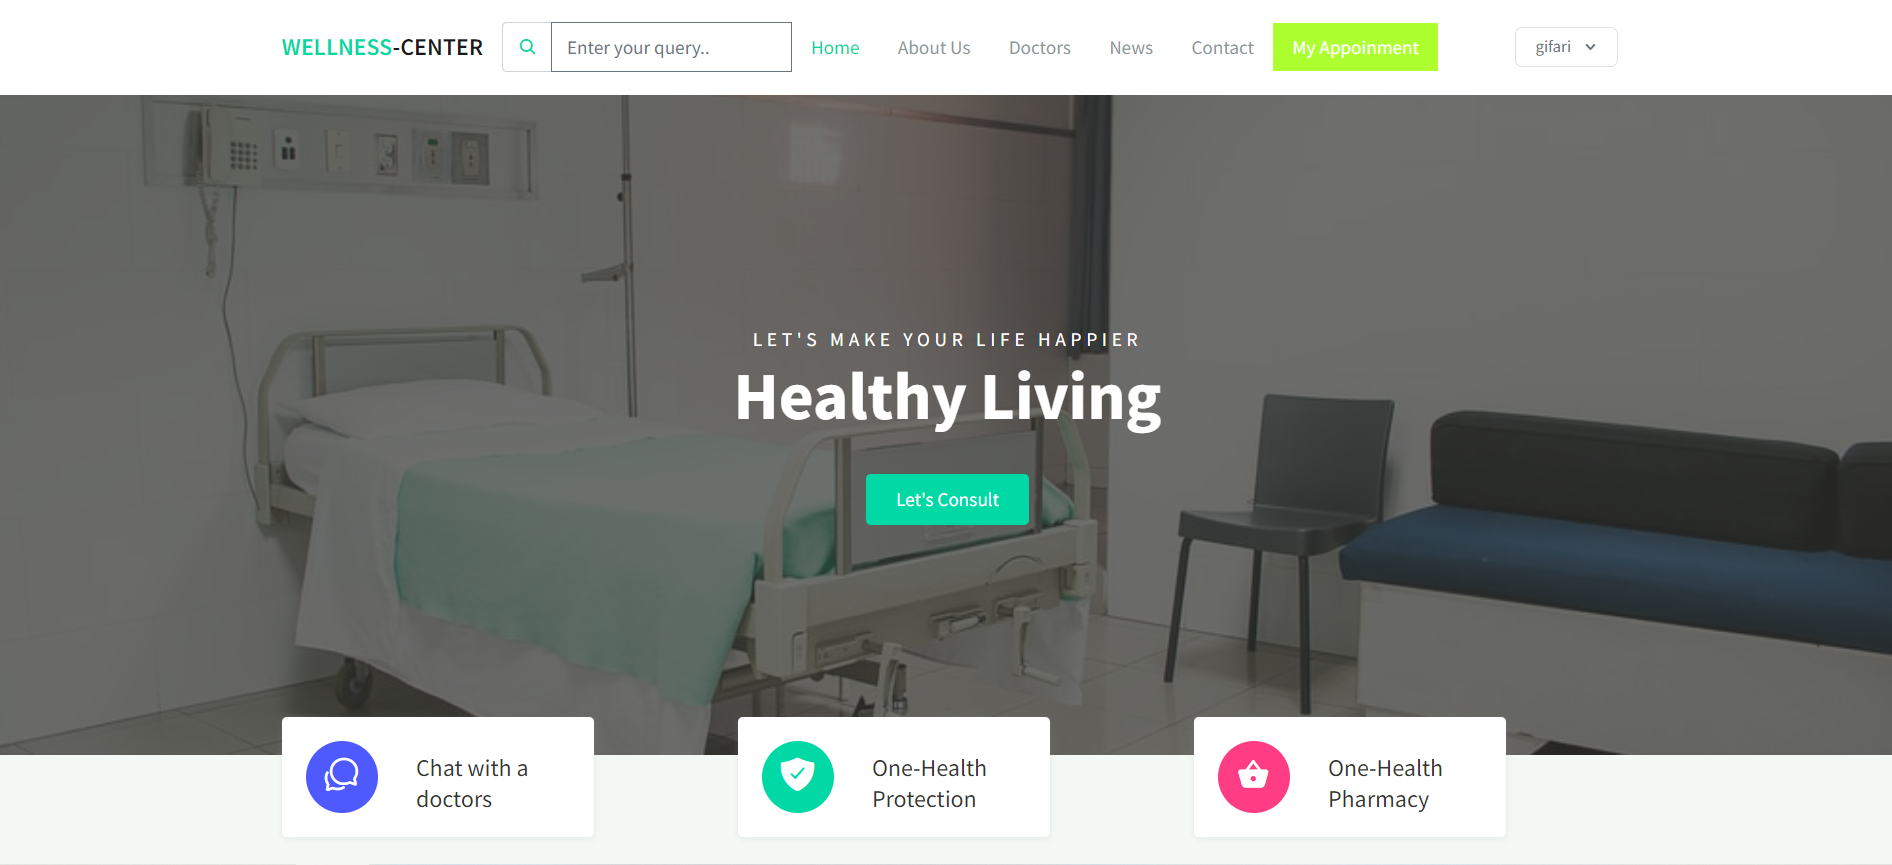 WELLNESS-CENTER
Enter your query..
Home
About Us
Doctors
News
Contact
My Appoinment
gifari
LET'S MAKE YOUR LIFE HAPPIER
Healthy Living
Let's Consult
Chat with a
doctors
One-Health
Protection
One-Health
Pharmacy